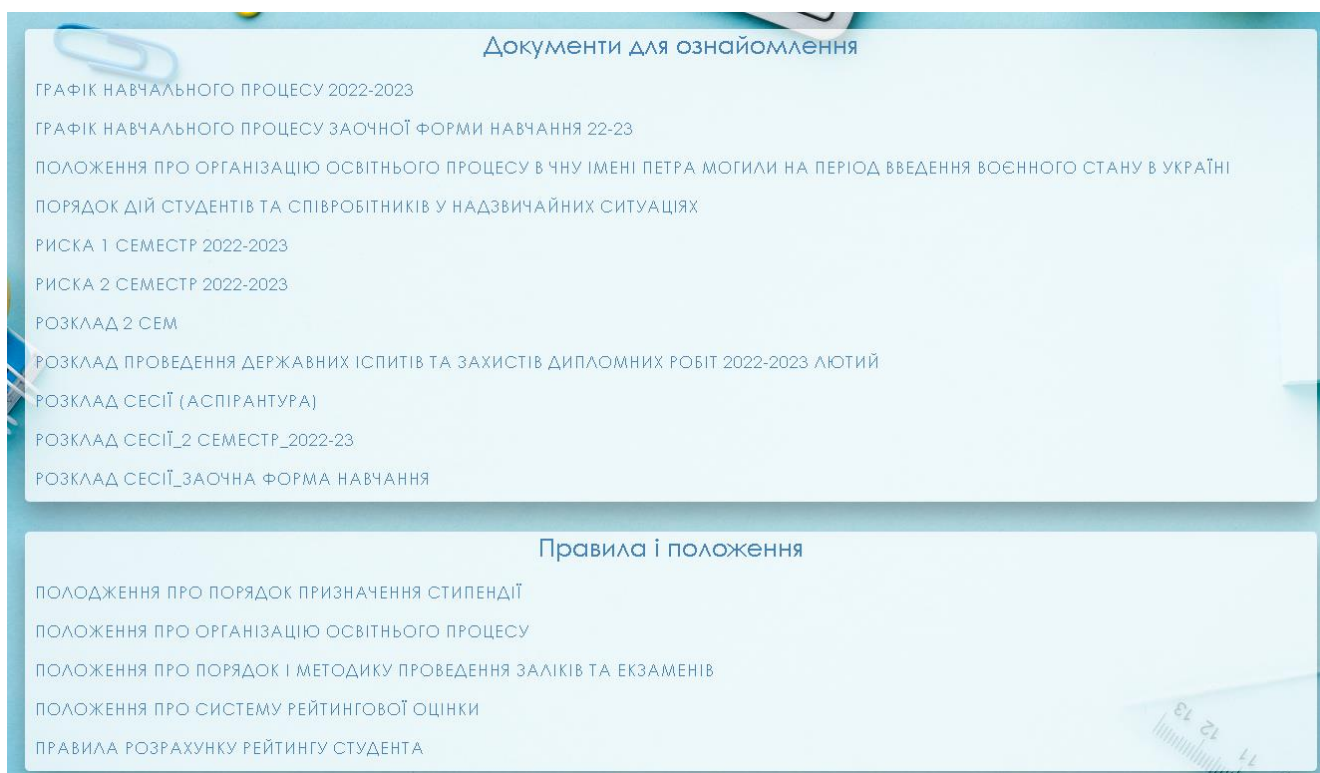 Документи для ознайомлення
ГРАФІК НАВЧАЛЬНОГО ПРОЦЕСУ 2022-2023
ГРАФІК НАВЧАЛЬНОГО ПРОЦЕСУ ЗАОЧНОЇ ФОРМИ НАВЧАННЯ 22-23
ПОЛОЖЕННЯ ПРО ОРГАНІЗАЦІЮ ОСВІТНЬОГО ПРОЦЕСУ В ЧНУ ІМЕНІ ПЕТРА МОГИЛИ НА ПЕРІОД ВВЕДЕННЯ ВОЄННОГО СТАНУ В УКРАЇНІ
ПОРЯДОК ДІЙ СТУДЕНТІВ ТА СПІВРОБІТНИКІВ У НАДЗВИЧАЙНИХ СИТУАЦІЯХ
РИСКА 1 СЕМЕСТР 2022-2023
РИСКА 2 СЕМЕСТР 2022-2023
РОЗКЛАД 2 СЕМ
РОЗКЛАД ПРОВЕДЕННЯ ДЕРЖАВНИХ ІСПИТІВ ТА ЗАХИСТІВ ДИПЛОМНИХ РОБІТ 2022-2023 ЛЮТИЙ
РОЗКЛАД СЕСІЇ (АСПІРАНТУРА)
РОЗКЛАД СЕСІЇ_2 СЕМЕСТР_2022-23
РОЗКЛАД СЕСІЇ_ЗАОЧНА ФОРМА НАВЧАННЯ
Правила і положення
ПОЛОДЖЕННЯ ПРО ПОРЯДОК ПРИЗНАЧЕННЯ СТИПЕНДІЇ
ПОЛОЖЕННЯ ПРО ОРГАНІЗАЦІЮ ОСВІТНЬОГО ПРОЦЕСУ
ПОЛОЖЕННЯ ПРО ПОРЯДОК І МЕТОДИКУ ПРОВЕДЕННЯ ЗАЛІКІВ ТА ЕКЗАМЕНІВ
ПОЛОЖЕННЯ ПРО СИСТЕМУ РЕЙТИНГОВОЇ ОЦІНКИ
ПРАВИЛА РОЗРАХУНКУ РЕЙТИНГУ СТУДЕНТА
13 12 11